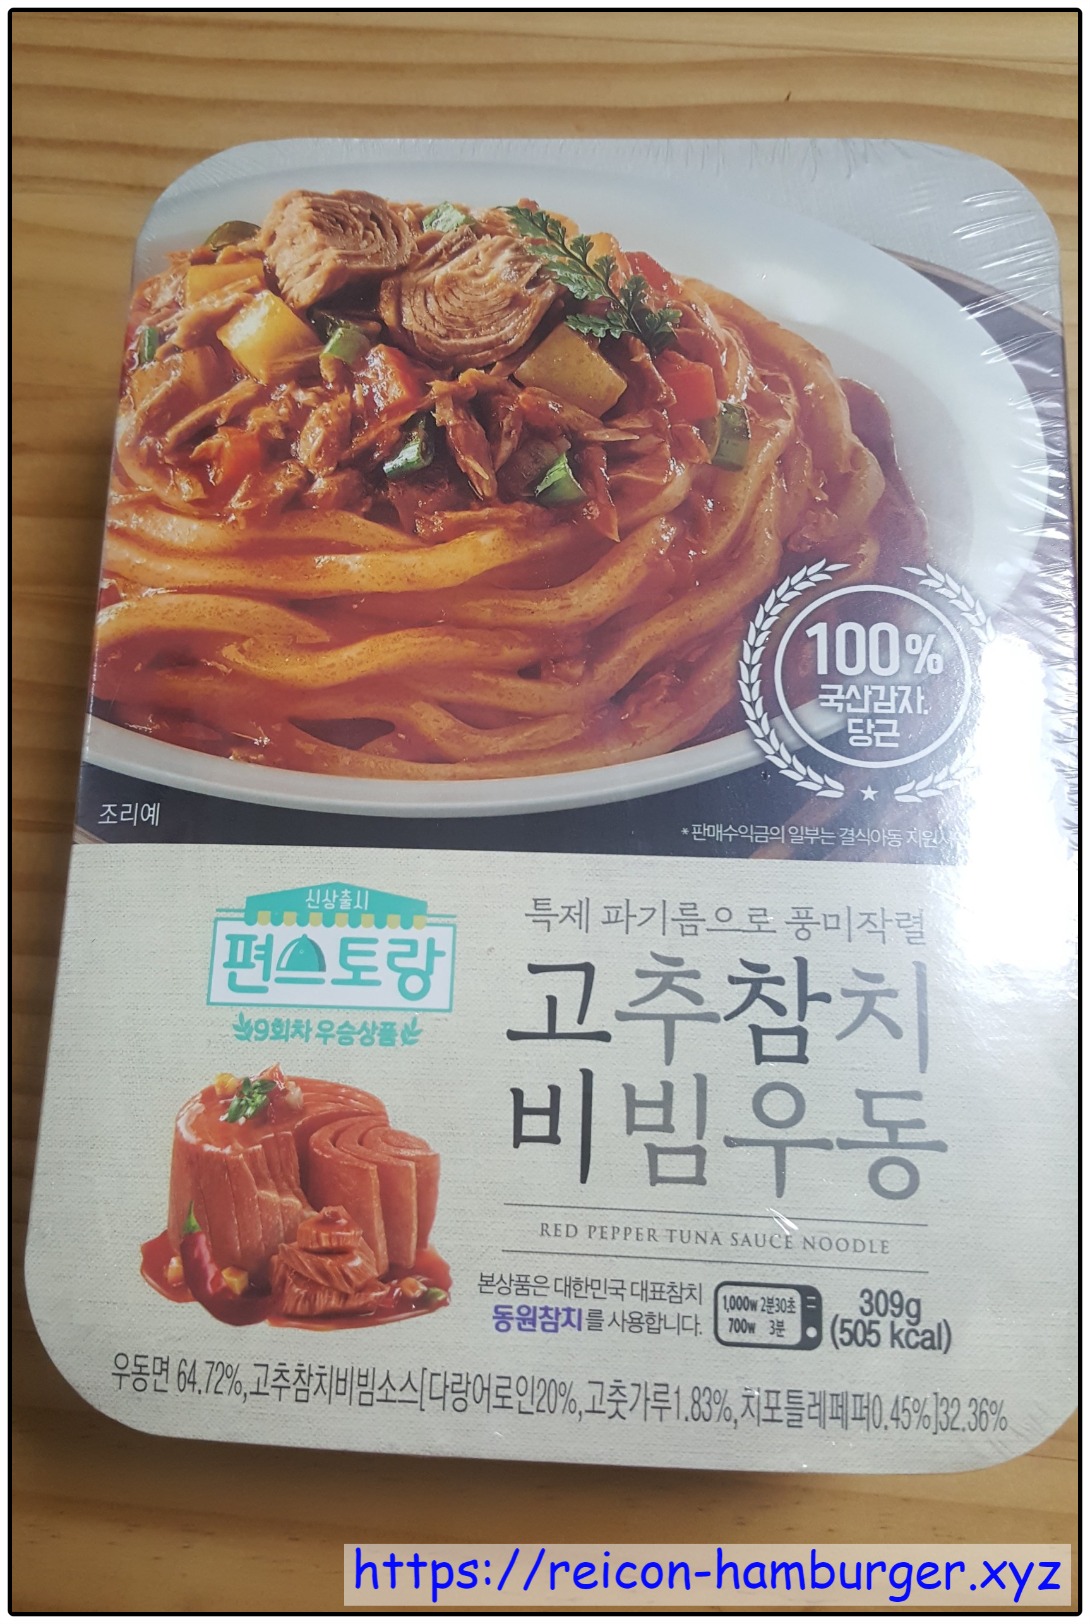 100%
국산감자.
당근
조리예
*판매수익금의 일부는 결식아동 지원
신상출시
편스토랑
9회차 우승상품
특제 파기름으로 풍미작렬
고추참치
비빔우동
RED PEPPER TUNA SAUCE NOODLE
본상품은 대한민국 대표참치
동원참치를 사용합니다.
1,000w 2분30초
700w 3분
309g
(505 kcal)
우동면 64.72%,고추참치비빔소스[다랑어로인20%,고춧가루1.83%,치포틀레페퍼0.45%]32.36%
https://reicon-hamburger.xyz